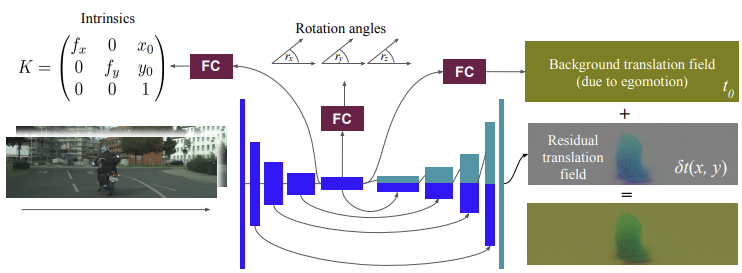 Intrinsics
K = ( f_x 0 x_0
0 f_y y_0
0 0 1 )
FC
Rotation angles
r_x r_y r_z
FC
FC
Background translation field
(due to egomotion)
t_0
+
Residual
translation
field
δt(x, y)
=